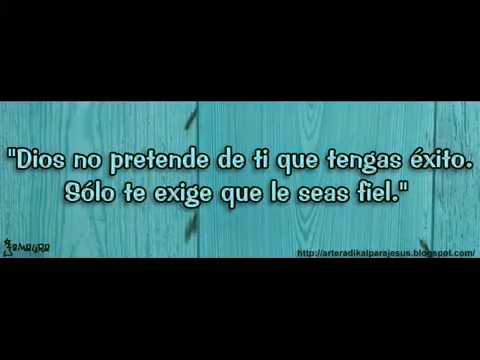 "Dios no pretende de ti que tengas éxito.
Sólo te exige que le seas fiel."
http://arteradikalparajesus.blogspot.com/